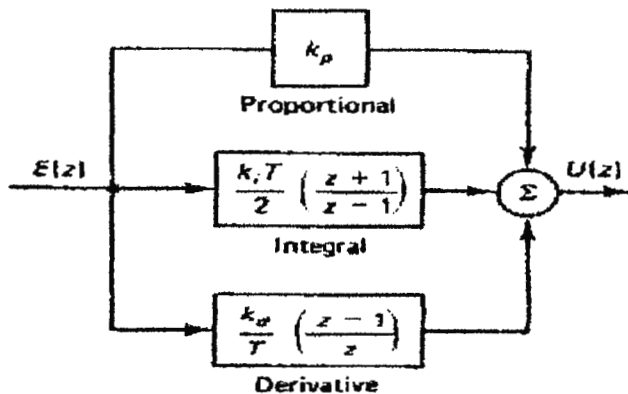 k_p
Proportional
E(z)
k_i T / 2 ( z + 1 / z - 1 )
Σ
U(z)
Integral
k_d / T ( z - 1 / z )
Derivative